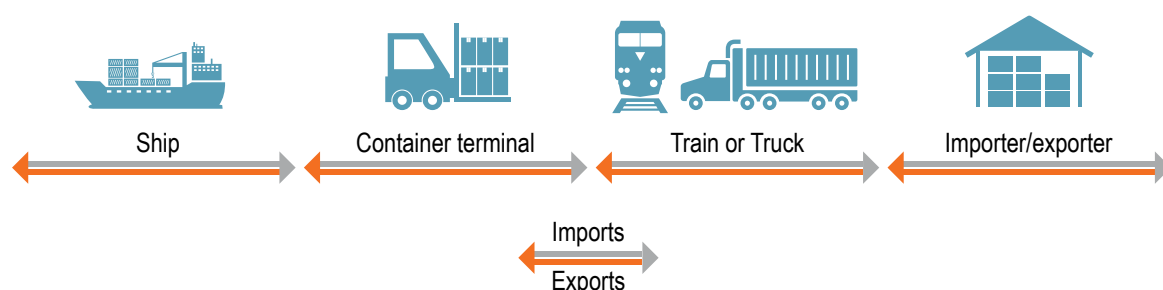 Ship
Container terminal
Train or Truck
Importer/exporter
Imports
Exports